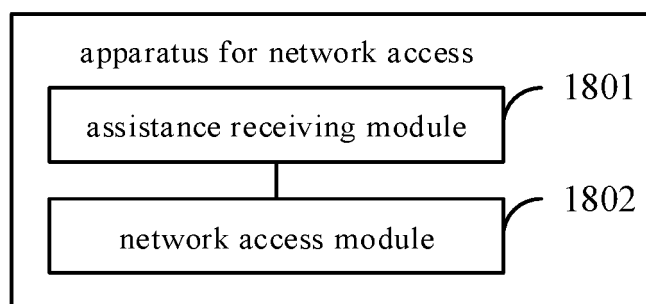 apparatus for network access
assistance receiving module
1801
network access module
1802